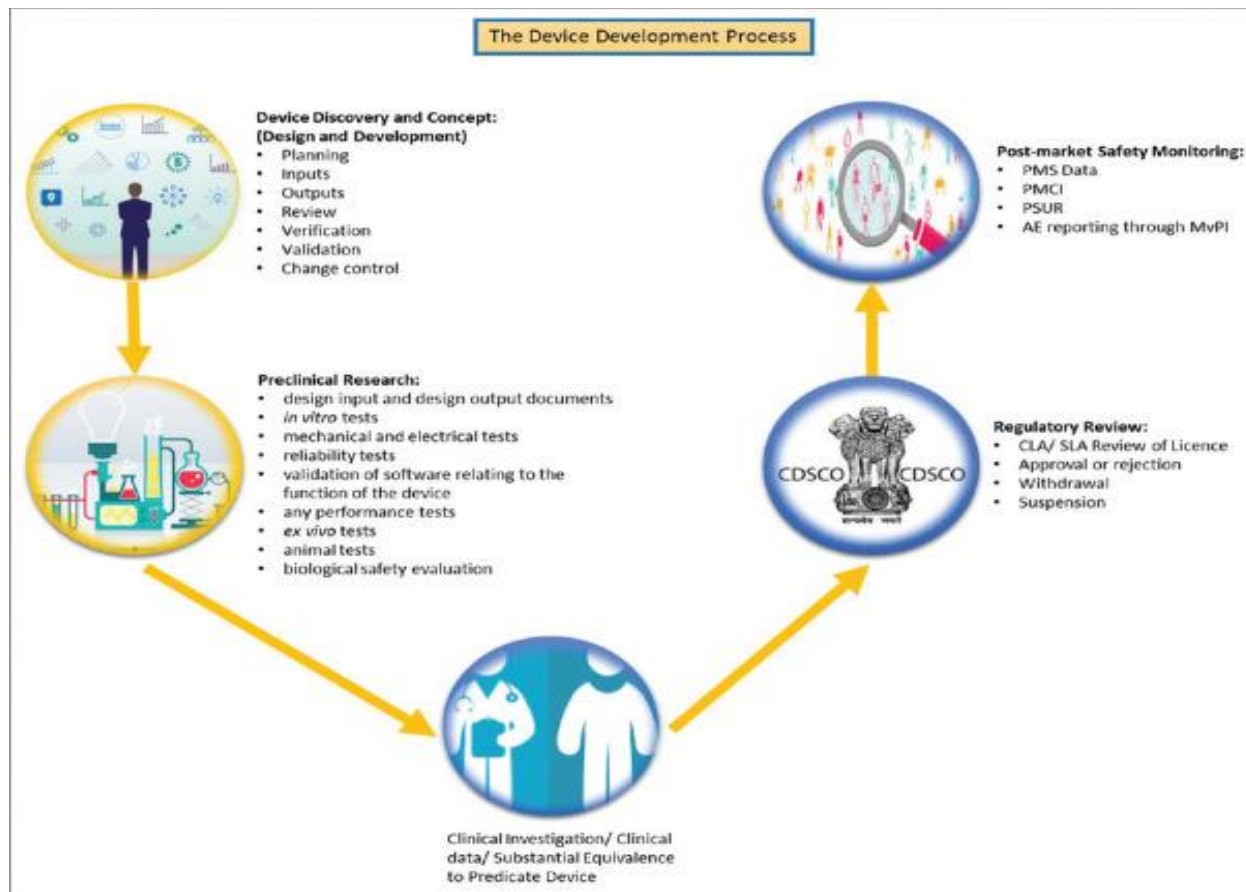 The Device Development Process
Device Discovery and Concept:
(Design and Development)
• Planning
• Inputs
• Outputs
• Review
• Verification
• Validation
• Change control
Preclinical Research:
• design input and design output documents
• in vitro tests
• mechanical and electrical tests
• reliability tests
• validation of software relating to the
function of the device
• any performance tests
• ex vivo tests
• animal tests
• biological safety evaluation
Clinical Investigation/ Clinical
data/ Substantial Equivalence
to Predicate Device
Regulatory Review:
• CLA/ SLA Review of Licence
• Approval or rejection
• Withdrawal
• Suspension
CDSCO CDSCO
सत्यमेव जयते
Post-market Safety Monitoring:
• PMS Data
• PMCI
• PSUR
• AE reporting through MvPI